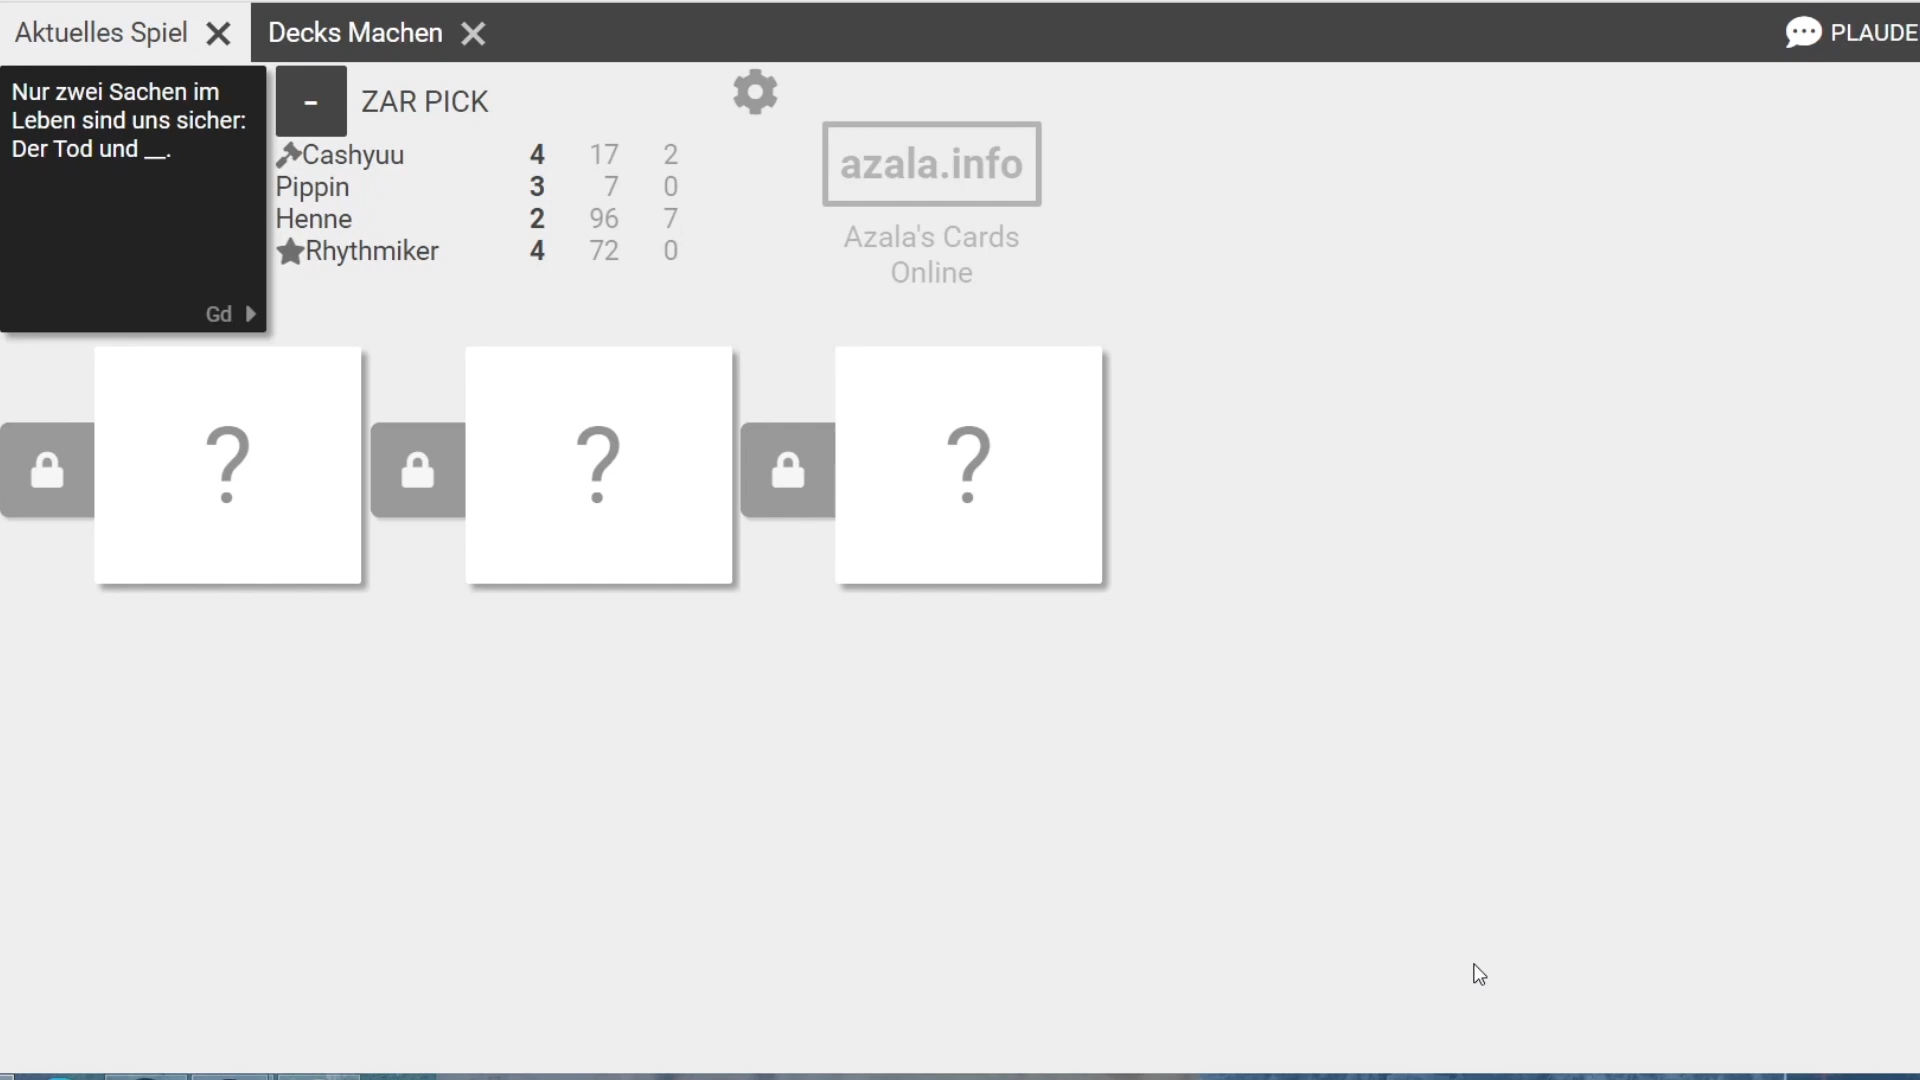 Aktuelles Spiel
Decks Machen
PLAUDE
Nur zwei Sachen im
Leben sind uns sicher:
Der Tod und __.
Gd
-
ZAR PICK
Cashyuu 4 17 2
Pippin 3 7 0
Henne 2 96 7
Rhythmiker 4 72 0
azala.info
Azala's Cards
Online
?
?
?